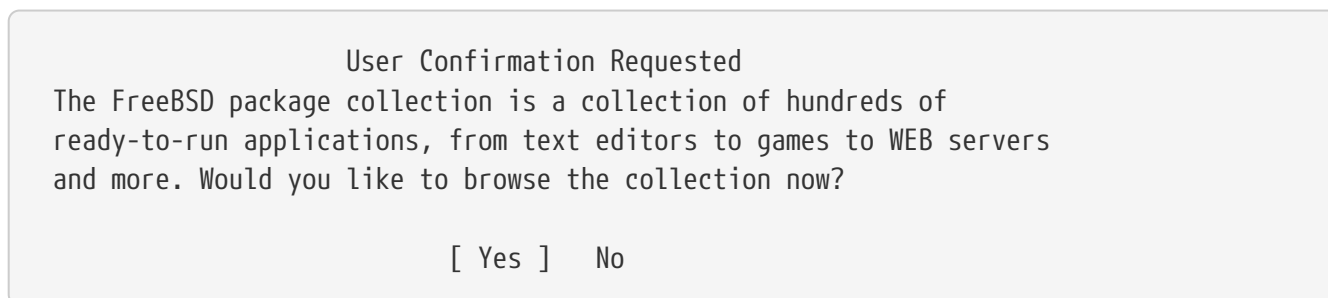 User Confirmation Requested
The FreeBSD package collection is a collection of hundreds of
ready-to-run applications, from text editors to games to WEB servers
and more. Would you like to browse the collection now?
[ Yes ]   No